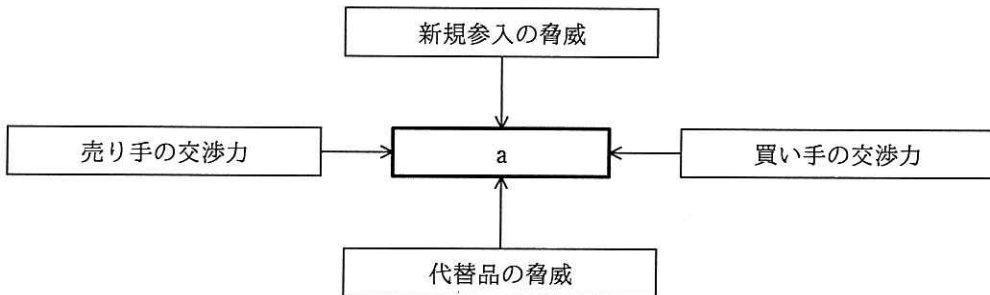 新規参入の脅威
売り手の交渉力
a
買い手の交渉力
代替品の脅威